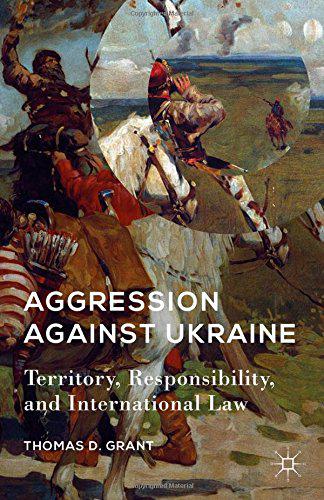 AGGRESSION
AGAINST UKRAINE
Territory, Responsibility,
and International Law
THOMAS D. GRANT